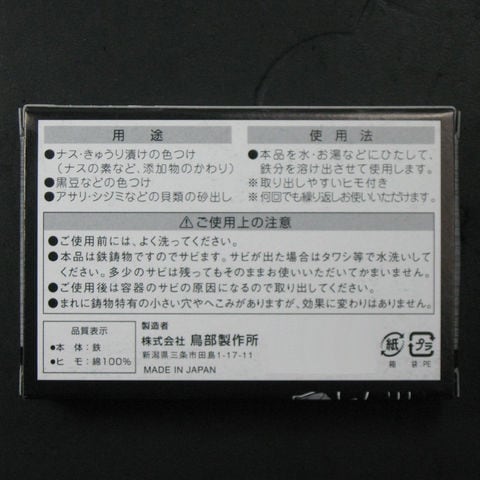 用途
●ナス・きゅうり漬けの色つけ
（ナスの素など、添加物のかわり）
●黒豆などの色つけ
●アサリ・シジミなどの貝類の砂出し
使用法
●本品を水・お湯などにひたして、
鉄分を溶け出させて使用します。
※取り出しやすいヒモ付き
※何回でも繰り返しお使いいただけます。
⚠ご使用上の注意
●ご使用前には、よく洗ってください。
●本品は鉄鋳物ですのでサビます。サビが出た場合はタワシ等で水洗いし
てください。多少のサビは残ってもそのままお使いいただいてかまいません。
●ご使用後は容器のサビの原因になるので取り出してください。
●まれに鋳物特有の小さい穴やへこみがありますが、効果に変わりはありません。
品質表示
●本体：鉄
●ヒモ：綿100%
製造者
株式会社 鳥部製作所
新潟県三条市田島1-17-11
MADE IN JAPAN
紙
箱
プラ
袋:PE